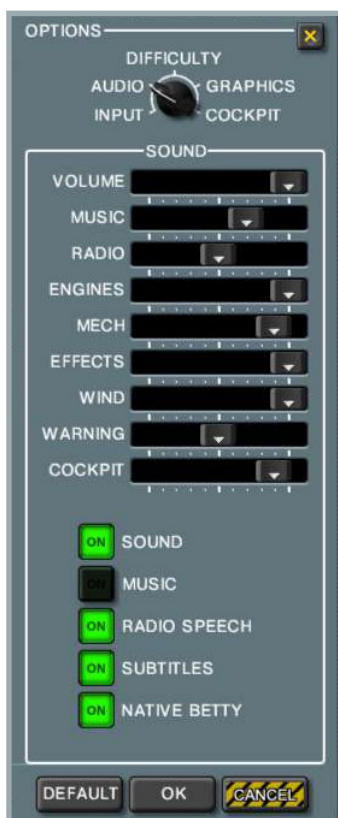 OPTIONS
DIFFICULTY
AUDIO GRAPHICS
INPUT COCKPIT
SOUND
VOLUME
MUSIC
RADIO
ENGINES
MECH
EFFECTS
WIND
WARNING
COCKPIT
ON SOUND
ON MUSIC
ON RADIO SPEECH
ON SUBTITLES
ON NATIVE BETTY
DEFAULT OK CANCEL